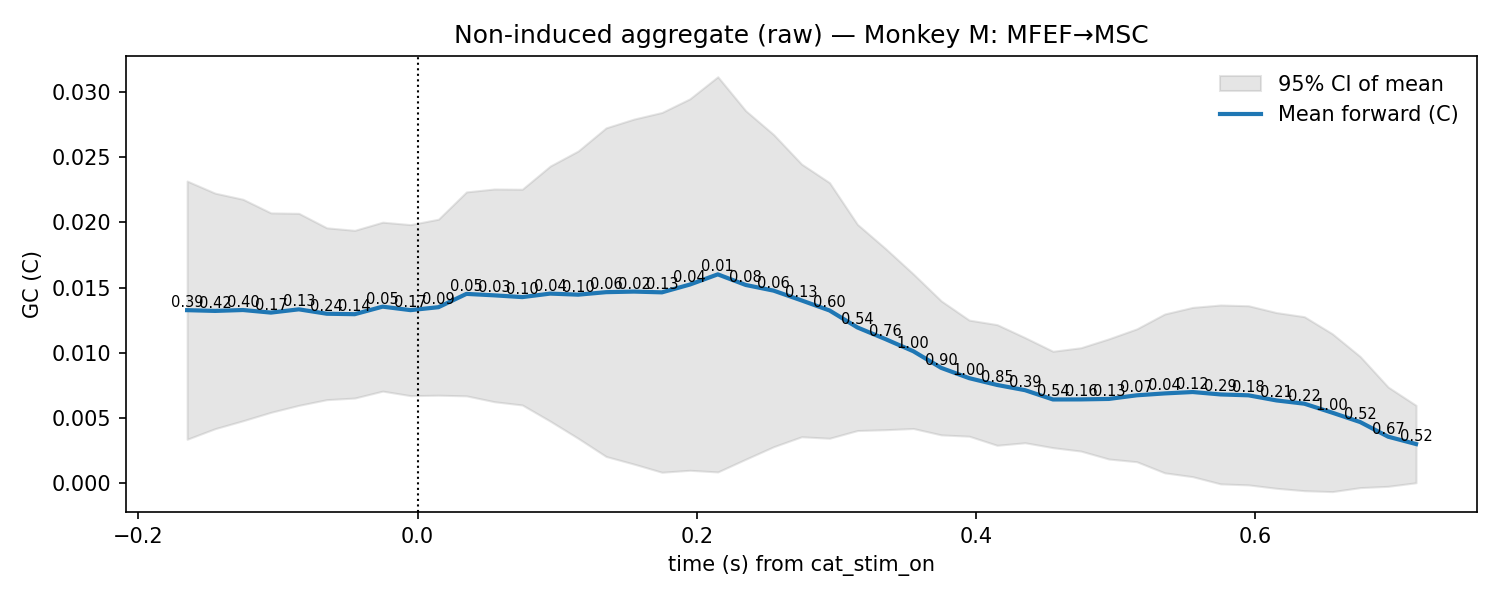 Non-induced aggregate (raw) — Monkey M: MFEF→MSC
GC (C)
0.030
0.025
0.020
0.015
0.010
0.005
0.000
95% CI of mean
Mean forward (C)
0.39 0.42 0.40 0.17 0.13 0.24 0.14 0.05 0.17 0.09 0.05 0.03 0.10 0.04 0.10 0.06 0.02 0.13 0.04 0.01 0.08 0.06 0.13 0.60 0.54 0.76 1.00 0.90 1.00 0.85 0.39 0.54 0.16 0.13 0.07 0.04 0.12 0.29 0.18 0.21 0.22 1.00 0.52 0.67 0.52
−0.2 0.0 0.2 0.4 0.6
time (s) from cat_stim_on